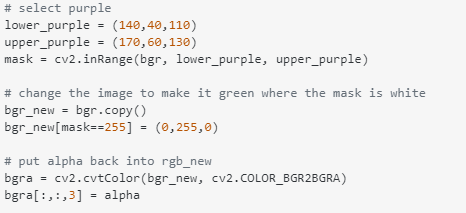 # select purple
lower_purple = (140,40,110)
upper_purple = (170,60,130)
mask = cv2.inRange(bgr, lower_purple, upper_purple)
# change the image to make it green where the mask is white
bgr_new = bgr.copy()
bgr_new[mask==255] = (0,255,0)
# put alpha back into rgb_new
bgra = cv2.cvtColor(bgr_new, cv2.COLOR_BGR2BGRA)
bgra[:,:,3] = alpha